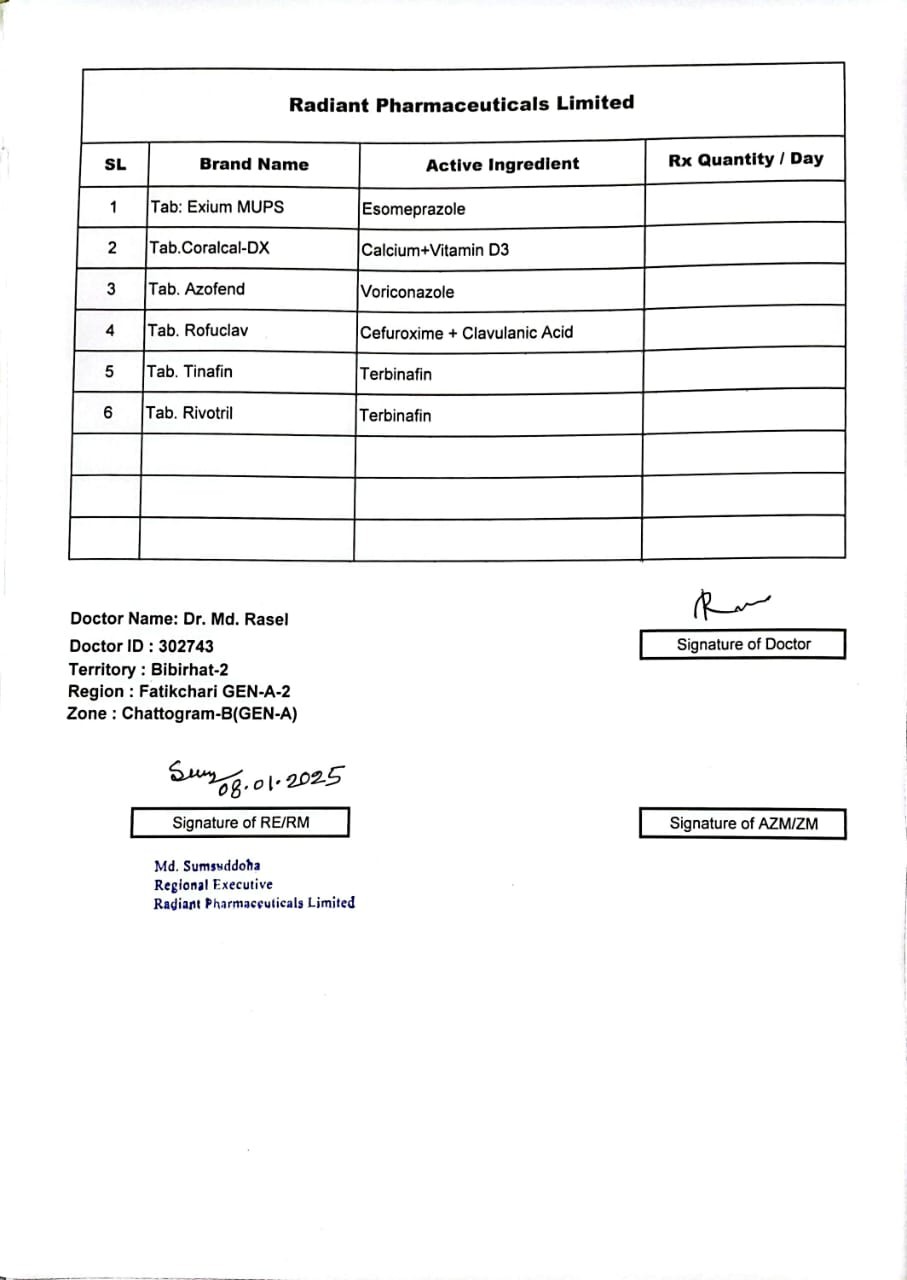 Radiant Pharmaceuticals Limited
SL Brand Name Active Ingredient Rx Quantity / Day
1 Tab: Exium MUPS Esomeprazole
2 Tab.Coralcal-DX Calcium+Vitamin D3
3 Tab. Azofend Voriconazole
4 Tab. Rofuclav Cefuroxime + Clavulanic Acid
5 Tab. Tinafin Terbinafin
6 Tab. Rivotril Terbinafin
Doctor Name: Dr. Md. Rasel
Doctor ID : 302743
Territory : Bibirhat-2
Region : Fatikchari GEN-A-2
Zone : Chattogram-B(GEN-A)
Signature of Doctor
08.01.2025
Signature of RE/RM
Signature of AZM/ZM
Md. Sumsuddoha
Regional Executive
Radiant Pharmaceuticals Limited